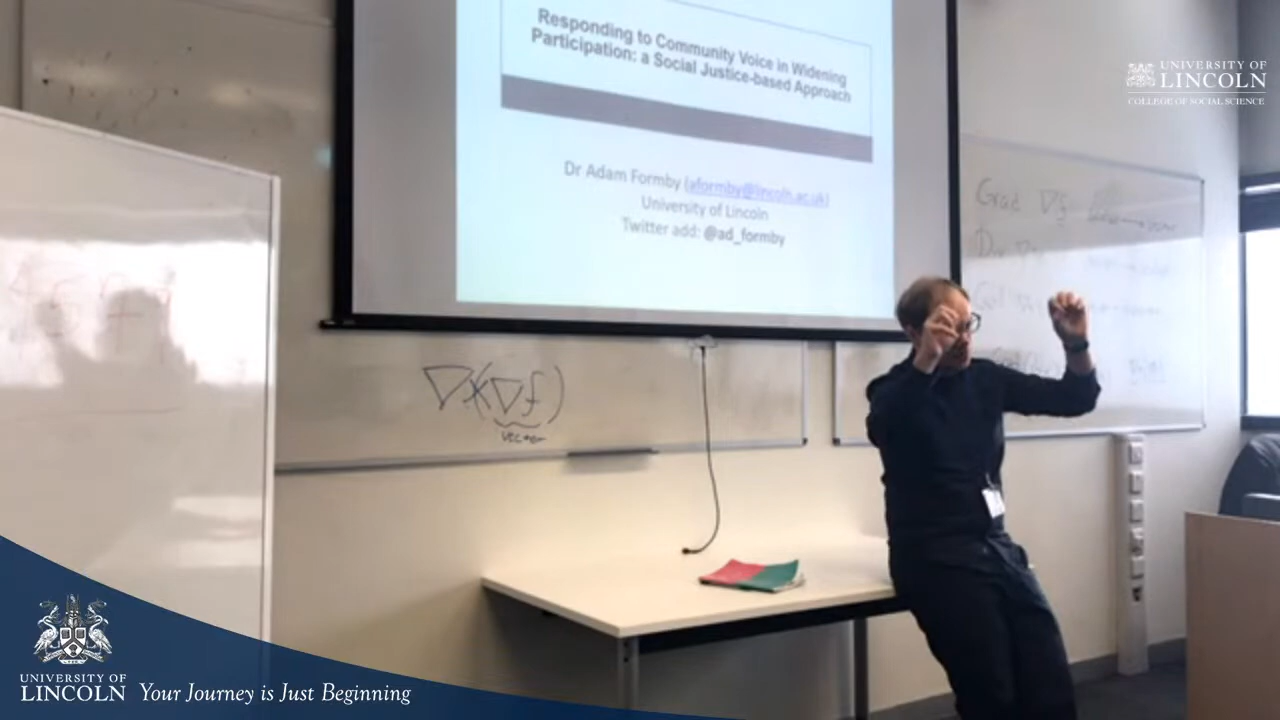 Responding to Community Voice in Widening
Participation: a Social Justice-based Approach
Dr Adam Formby (aformby@lincoln.ac.uk)
University of Lincoln
Twitter add: @ad_formby
UNIVERSITY OF
LINCOLN
COLLEGE OF SOCIAL SCIENCE
Grad ∇f
∇×(∇f)
vector
UNIVERSITY OF
LINCOLN
Your Journey is Just Beginning